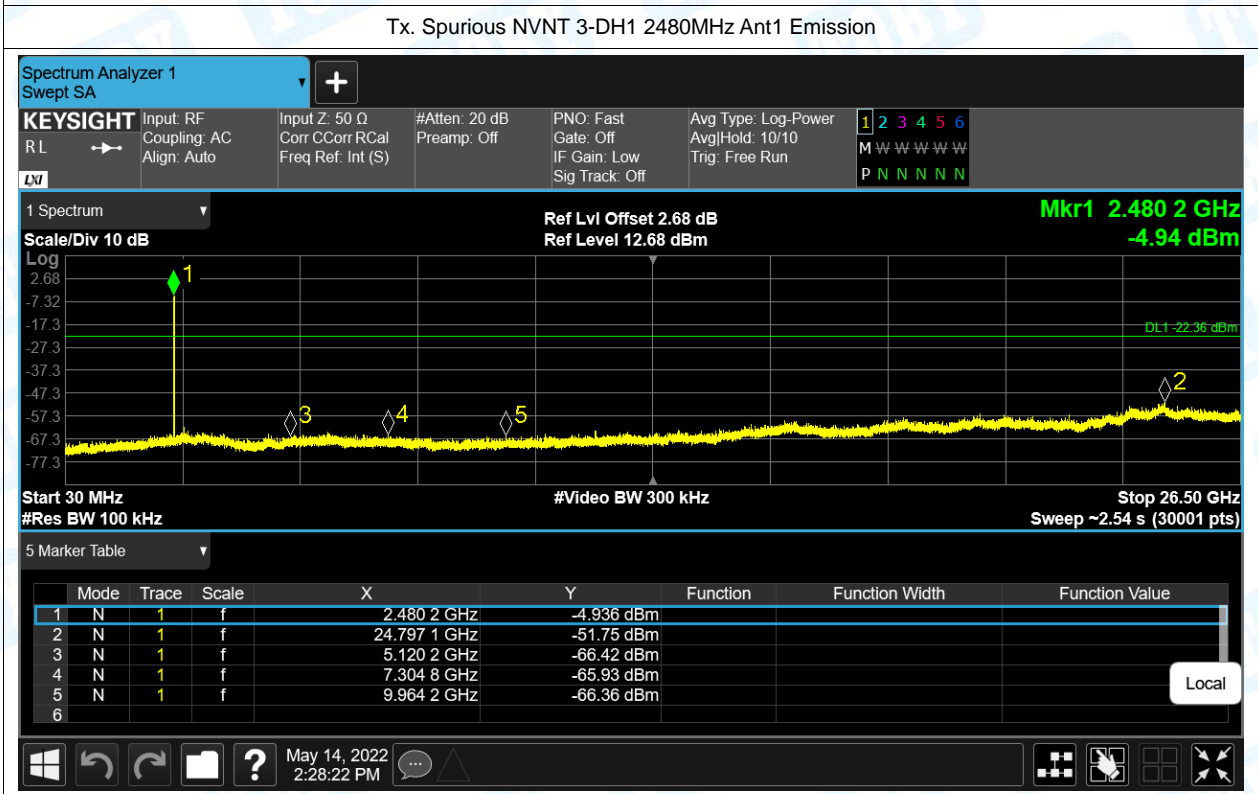 Tx. Spurious NVNT 3-DH1 2480MHz Ant1 Emission
Spectrum Analyzer 1
Swept SA
+
KEYSIGHT Input: RF Input Z: 50 Ω #Atten: 20 dB PNO: Fast Avg Type: Log-Power 1 2 3 4 5 6
R L Coupling: AC Corr CCorr RCal Preamp: Off Gate: Off Avg|Hold: 10/10 M W W W W W W
Align: Auto Freq Ref: Int (S) IF Gain: Low Trig: Free Run
LXI Sig Track: Off P N N N N N
1 Spectrum Ref Lvl Offset 2.68 dB Mkr1 2.480 2 GHz
Scale/Div 10 dB Ref Level 12.68 dBm -4.94 dBm
Log
1
2.68
-7.32
-17.3
DL1 -22.36 dBm
-27.3
-37.3
2
-47.3
-57.3
3 4 5
-67.3
-77.3
Start 30 MHz #Video BW 300 kHz Stop 26.50 GHz
#Res BW 100 kHz Sweep ~2.54 s (30001 pts)
5 Marker Table
Mode Trace Scale X Y Function Function Width Function Value
1 N 1 f 2.480 2 GHz -4.936 dBm
2 N 1 f 24.797 1 GHz -51.75 dBm
3 N 1 f 5.120 2 GHz -66.42 dBm
4 N 1 f 7.304 8 GHz -65.93 dBm
5 N 1 f 9.964 2 GHz -66.36 dBm
6
Local
? May 14, 2022
2:28:22 PM